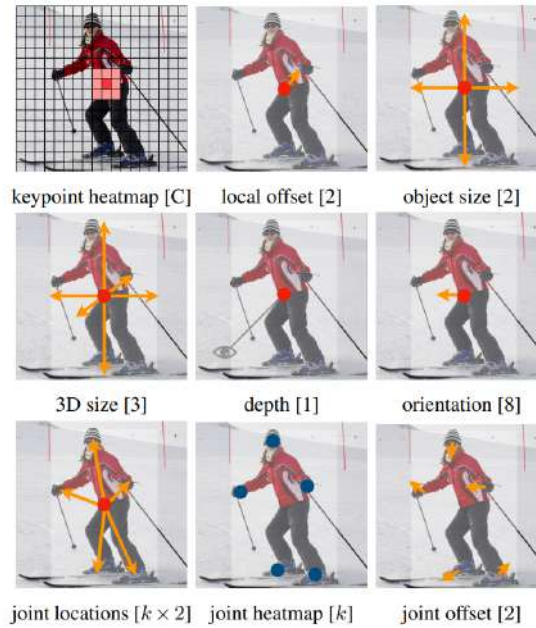 keypoint heatmap [C]
local offset [2]
object size [2]
3D size [3]
depth [1]
orientation [8]
joint locations [k × 2]
joint heatmap [k]
joint offset [2]